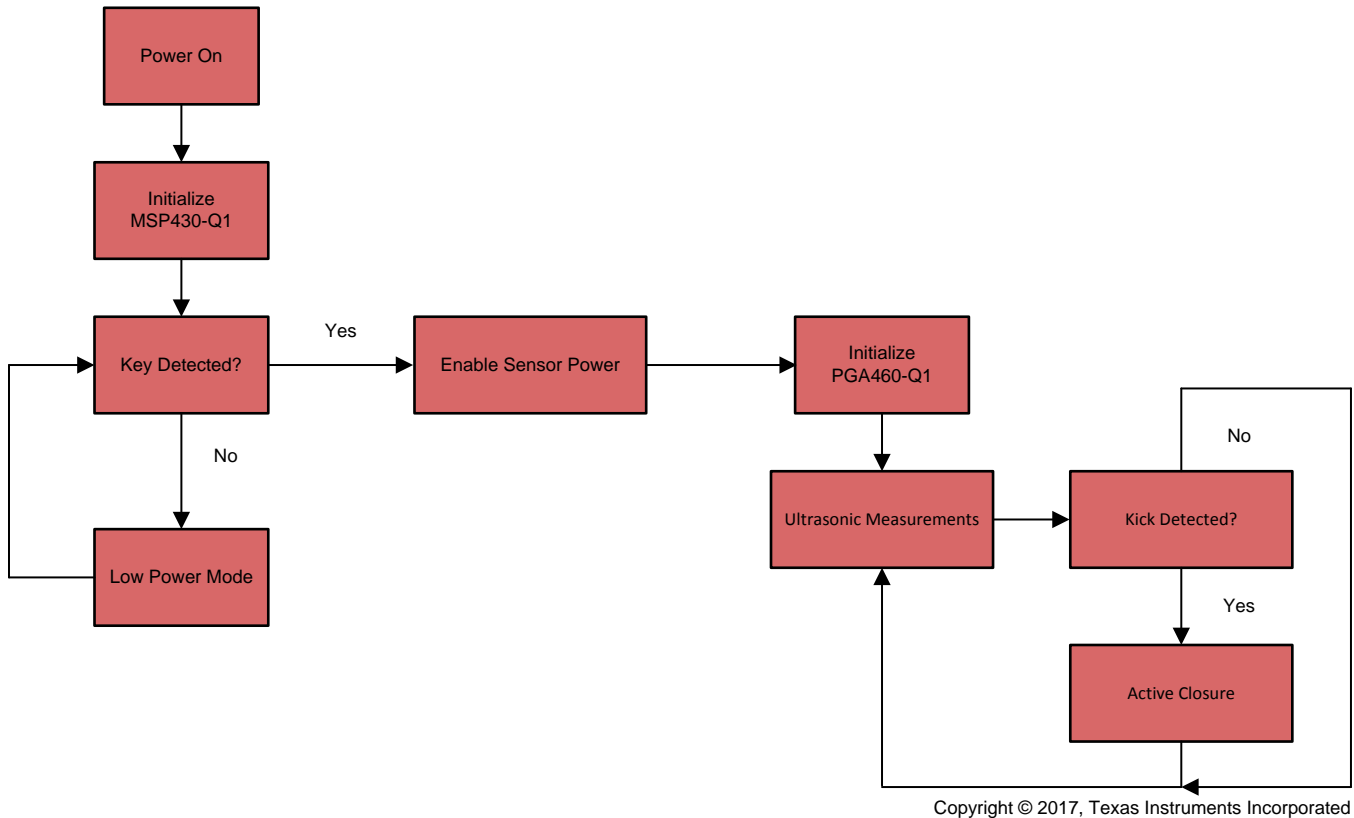 Power On
Initialize
MSP430-Q1
Key Detected?
Yes
Enable Sensor Power
Initialize
PGA460-Q1
No
Low Power Mode
Ultrasonic Measurements
Kick Detected?
No
Yes
Active Closure
Copyright © 2017, Texas Instruments Incorporated